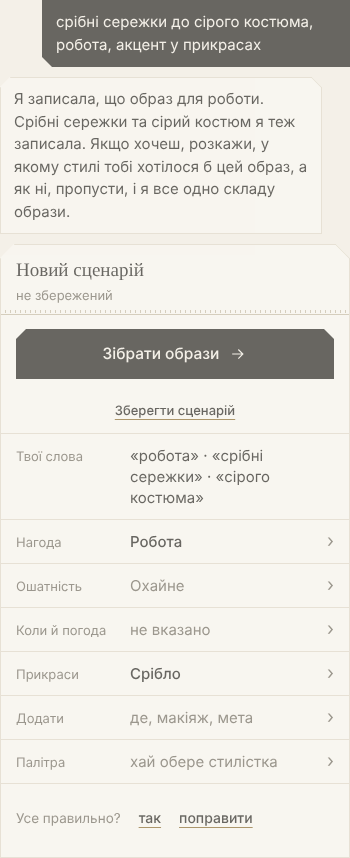 срібні сережки до сірого костюма,
робота, акцент у прикрасах
Я записала, що образ для роботи.
Срібні сережки та сірий костюм я теж
записала. Якщо хочеш, розкажи, у
якому стилі тобі хотілося б цей образ, а
як ні, пропусти, і я все одно складу
образи.
Новий сценарій
не збережений
Зібрати образи →
Зберегти сценарій
Твої слова «робота» · «срібні
сережки» · «сірого
костюма»
Нагода Робота
Ошатність Охайне
Коли й погода не вказано
Прикраси Срібло
Додати де, макіяж, мета
Палітра хай обере стилістка
Усе правильно? так поправити